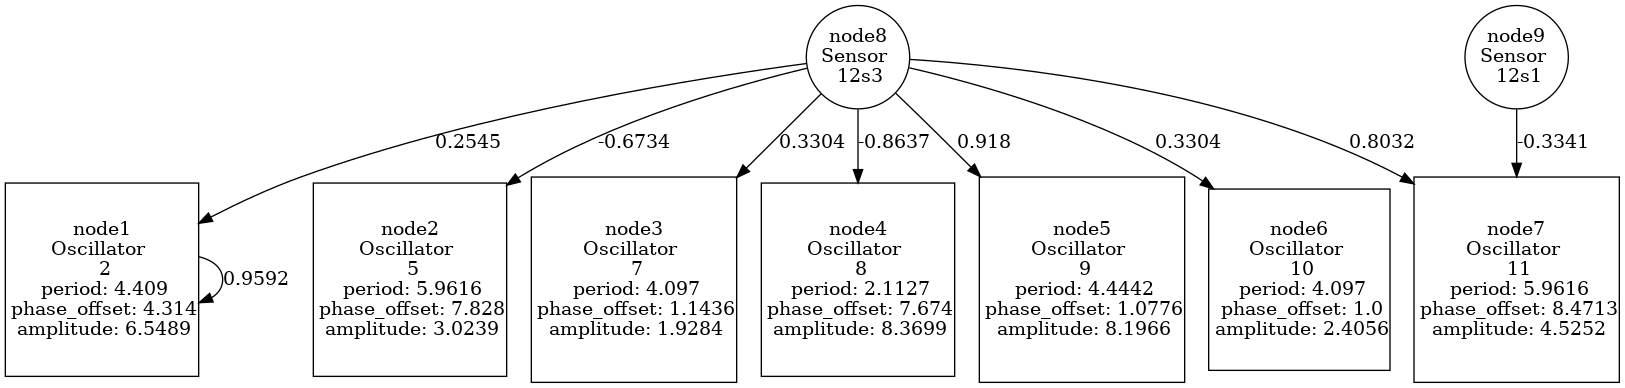 node8
Sensor
12s3
node9
Sensor
12s1
0.2545
-0.6734
0.3304
-0.8637
0.918
0.3304
0.8032
-0.3341
node1
Oscillator
2
period: 4.409
phase_offset: 4.314
amplitude: 6.5489
0.9592
node2
Oscillator
5
period: 5.9616
phase_offset: 7.828
amplitude: 3.0239
node3
Oscillator
7
period: 4.097
phase_offset: 1.1436
amplitude: 1.9284
node4
Oscillator
8
period: 2.1127
phase_offset: 7.674
amplitude: 8.3699
node5
Oscillator
9
period: 4.4442
phase_offset: 1.0776
amplitude: 8.1966
node6
Oscillator
10
period: 4.097
phase_offset: 1.0
amplitude: 2.4056
node7
Oscillator
11
period: 5.9616
phase_offset: 8.4713
amplitude: 4.5252